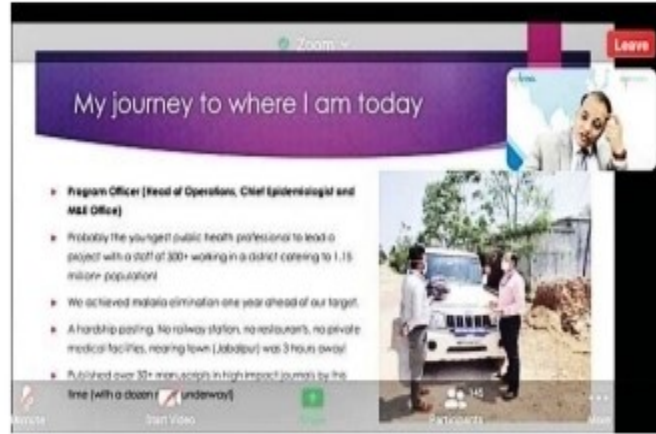 Zoom
Leave
My journey to where I am today
Program Officer (Head of Operations, Chief Epidemiologist and
M&E Office)
Probably the youngest public health professional to lead a
project with a staff of 300+ working in a district catering to 1.15
million+ population!
We achieved malaria elimination one year ahead of our target.
A hardship posting. No railway station, no restaurants, no private
medical facilities, nearing town (Jabalpur) was 3 hours away!
Published over 30+ manuscripts in high impact journals by this
time (with a dozen underway!)
145
Unmute
Start Video
Share
Participants
More